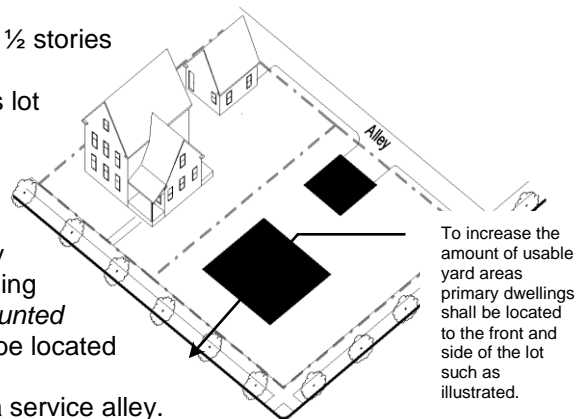 ½ stories
s lot
Alley
y
ing
unted
be located
a service alley.
To increase the
amount of usable
yard areas
primary dwellings
shall be located
to the front and
side of the lot
such as
illustrated.